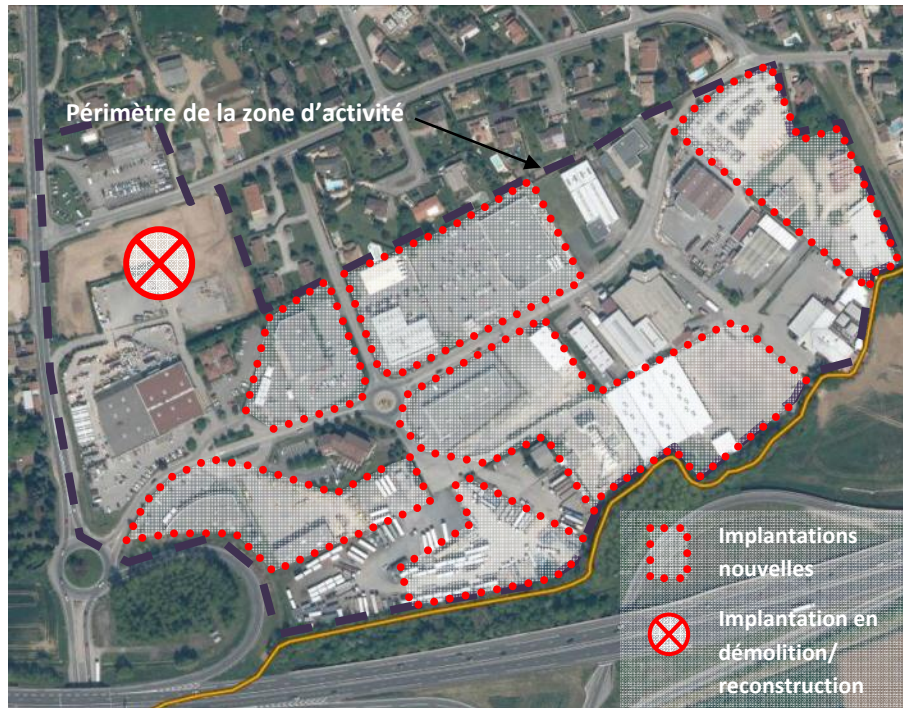 Périmètre de la zone d’activité
Implantations
nouvelles
Implantation en
démolition/
reconstruction